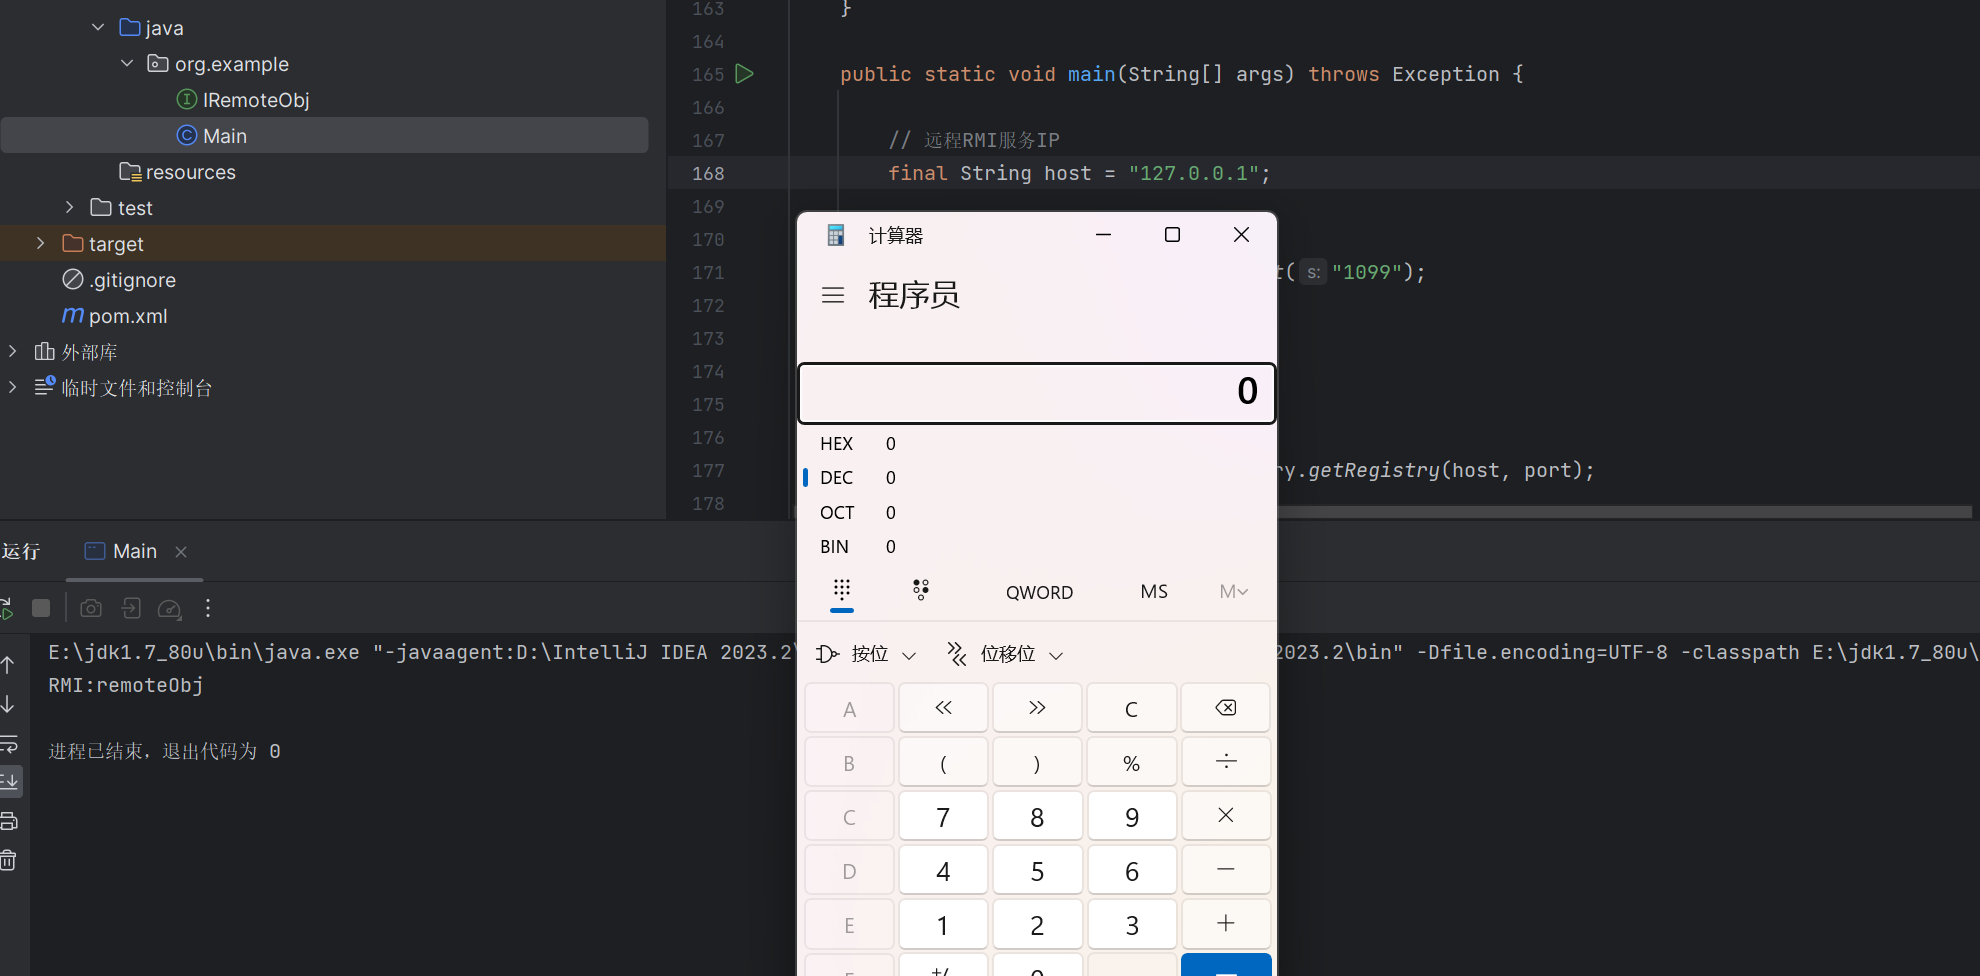 java
org.example
IRemoteObj
Main
resources
test
target
.gitignore
pom.xml
外部库
临时文件和控制台
163 }
164
165 public static void main(String[] args) throws Exception {
166
167 // 远程RMI服务IP
168 final String host = "127.0.0.1";
169
170
171 t( s: "1099");
172
173
174
175
176
177 ry.getRegistry(host, port);
178
计算器
程序员
0
HEX 0
DEC 0
OCT 0
BIN 0
QWORD MS M
按位 位移位
A « » C
B ( ) % ÷
C 7 8 9 ×
D 4 5 6 −
E 1 2 3 +
运行 Main
E:\jdk1.7_80u\bin\java.exe "-javaagent:D:\IntelliJ IDEA 2023.2\
2023.2\bin" -Dfile.encoding=UTF-8 -classpath E:\jdk1.7_80u\
RMI:remoteObj
进程已结束，退出代码为 0